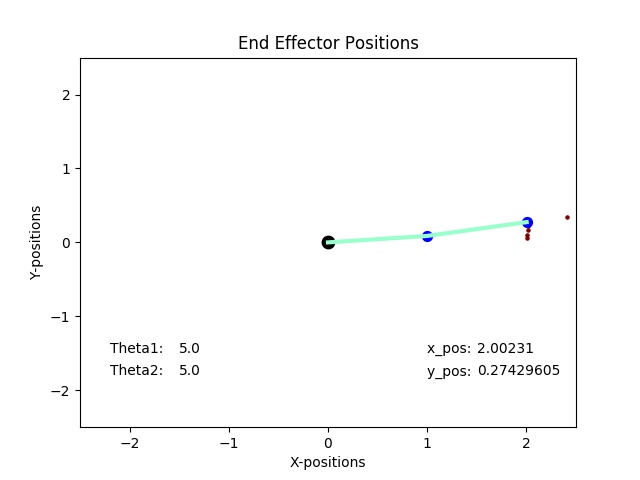 End Effector Positions
Y-positions
2
1
0
−1
−2
Theta1: 5.0
x_pos: 2.00231
Theta2: 5.0
y_pos: 0.27429605
−2 −1 0 1 2
X-positions